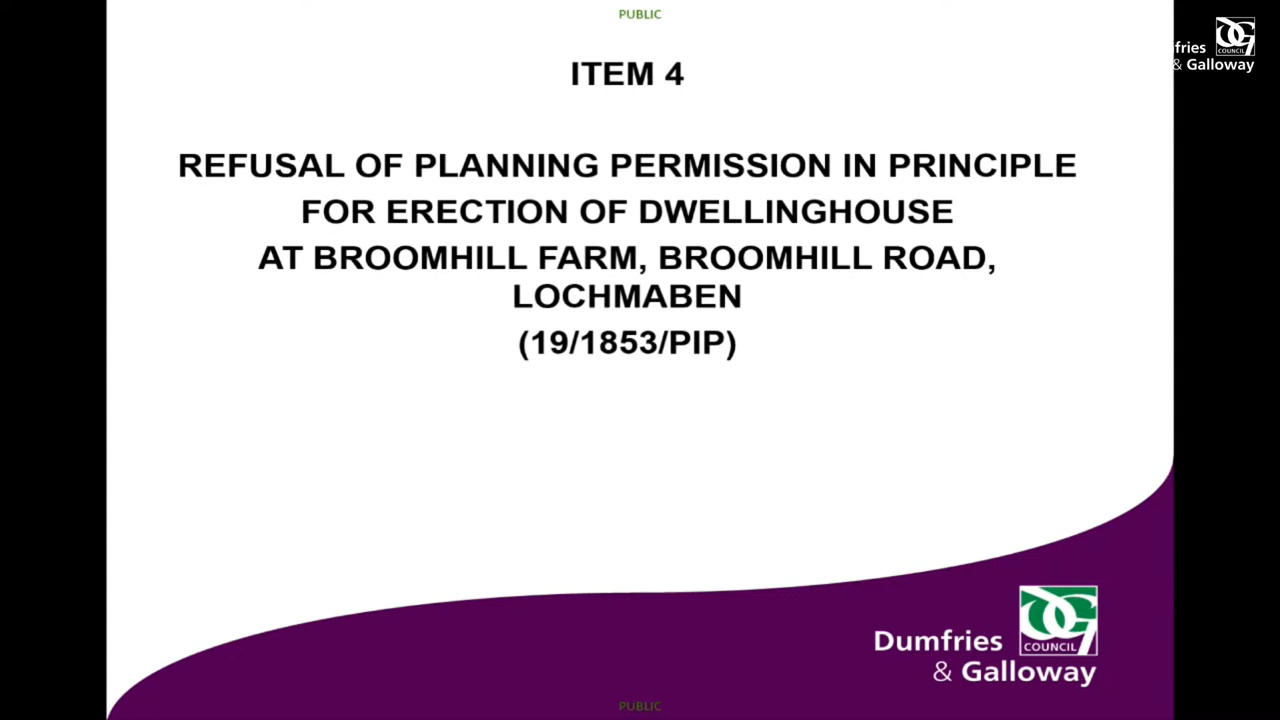 PUBLIC
fries
COUNCIL
& Galloway
ITEM 4
REFUSAL OF PLANNING PERMISSION IN PRINCIPLE
FOR ERECTION OF DWELLINGHOUSE
AT BROOMHILL FARM, BROOMHILL ROAD,
LOCHMABEN
(19/1853/PIP)
Dumfries
COUNCIL
& Galloway
PUBLIC